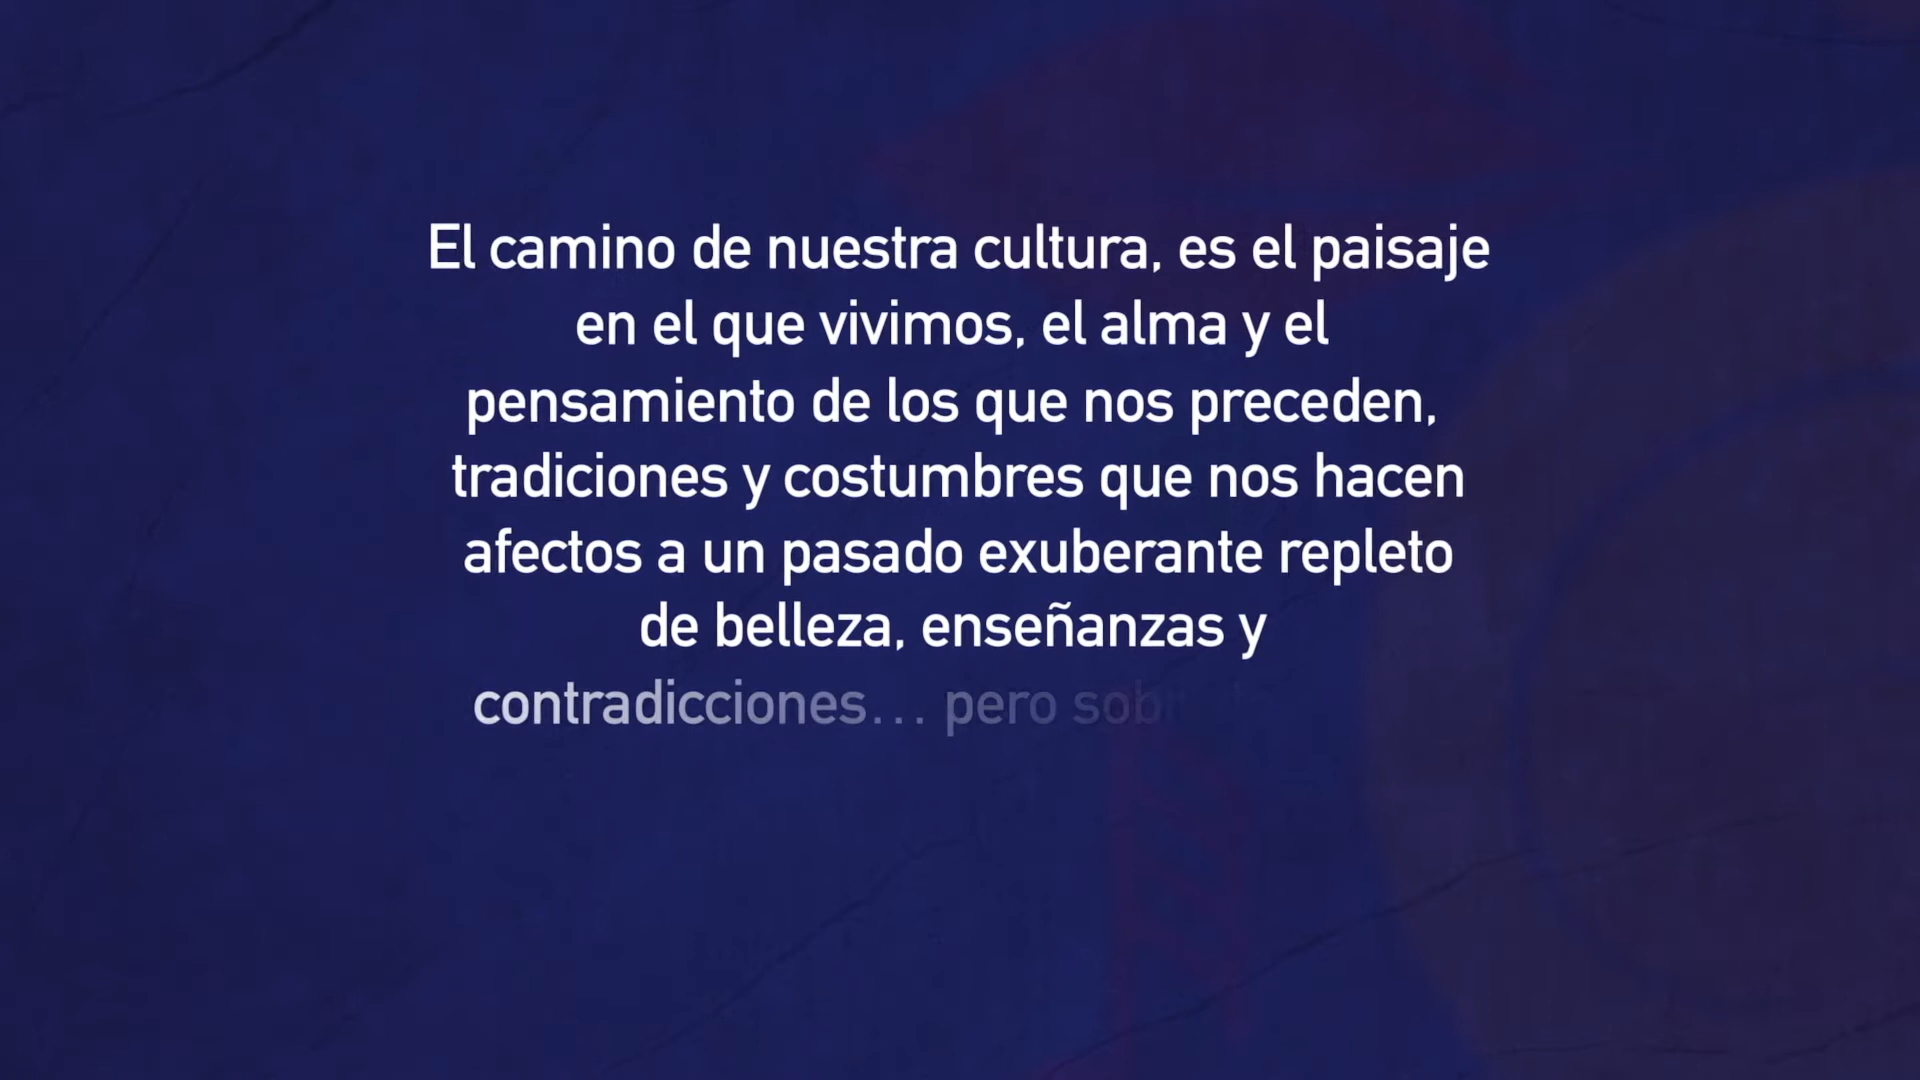 El camino de nuestra cultura, es el paisaje
en el que vivimos, el alma y el
pensamiento de los que nos preceden,
tradiciones y costumbres que nos hacen
afectos a un pasado exuberante repleto
de belleza, enseñanzas y
contradicciones… pero